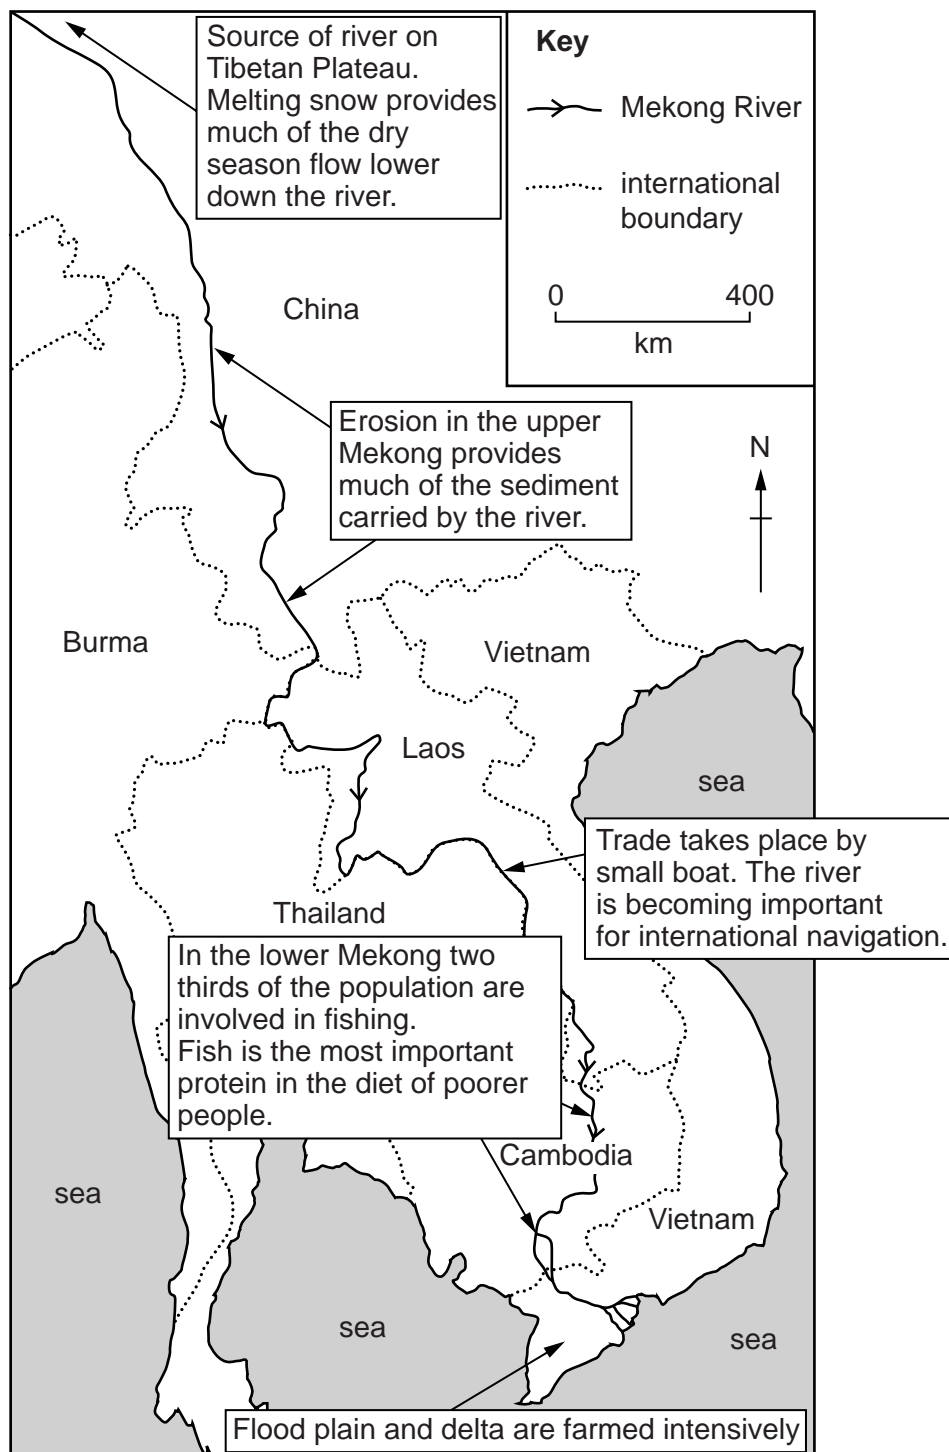 Source of river on
Tibetan Plateau.
Melting snow provides
much of the dry
season flow lower
down the river.
Key
Mekong River
international
boundary
0 400
km
China
Erosion in the upper
Mekong provides
much of the sediment
carried by the river.
N
Burma
Vietnam
Laos
sea
Trade takes place by
small boat. The river
is becoming important
for international navigation.
Thailand
In the lower Mekong two
thirds of the population are
involved in fishing.
Fish is the most important
protein in the diet of poorer
people.
Cambodia
sea
Vietnam
sea
sea
Flood plain and delta are farmed intensively